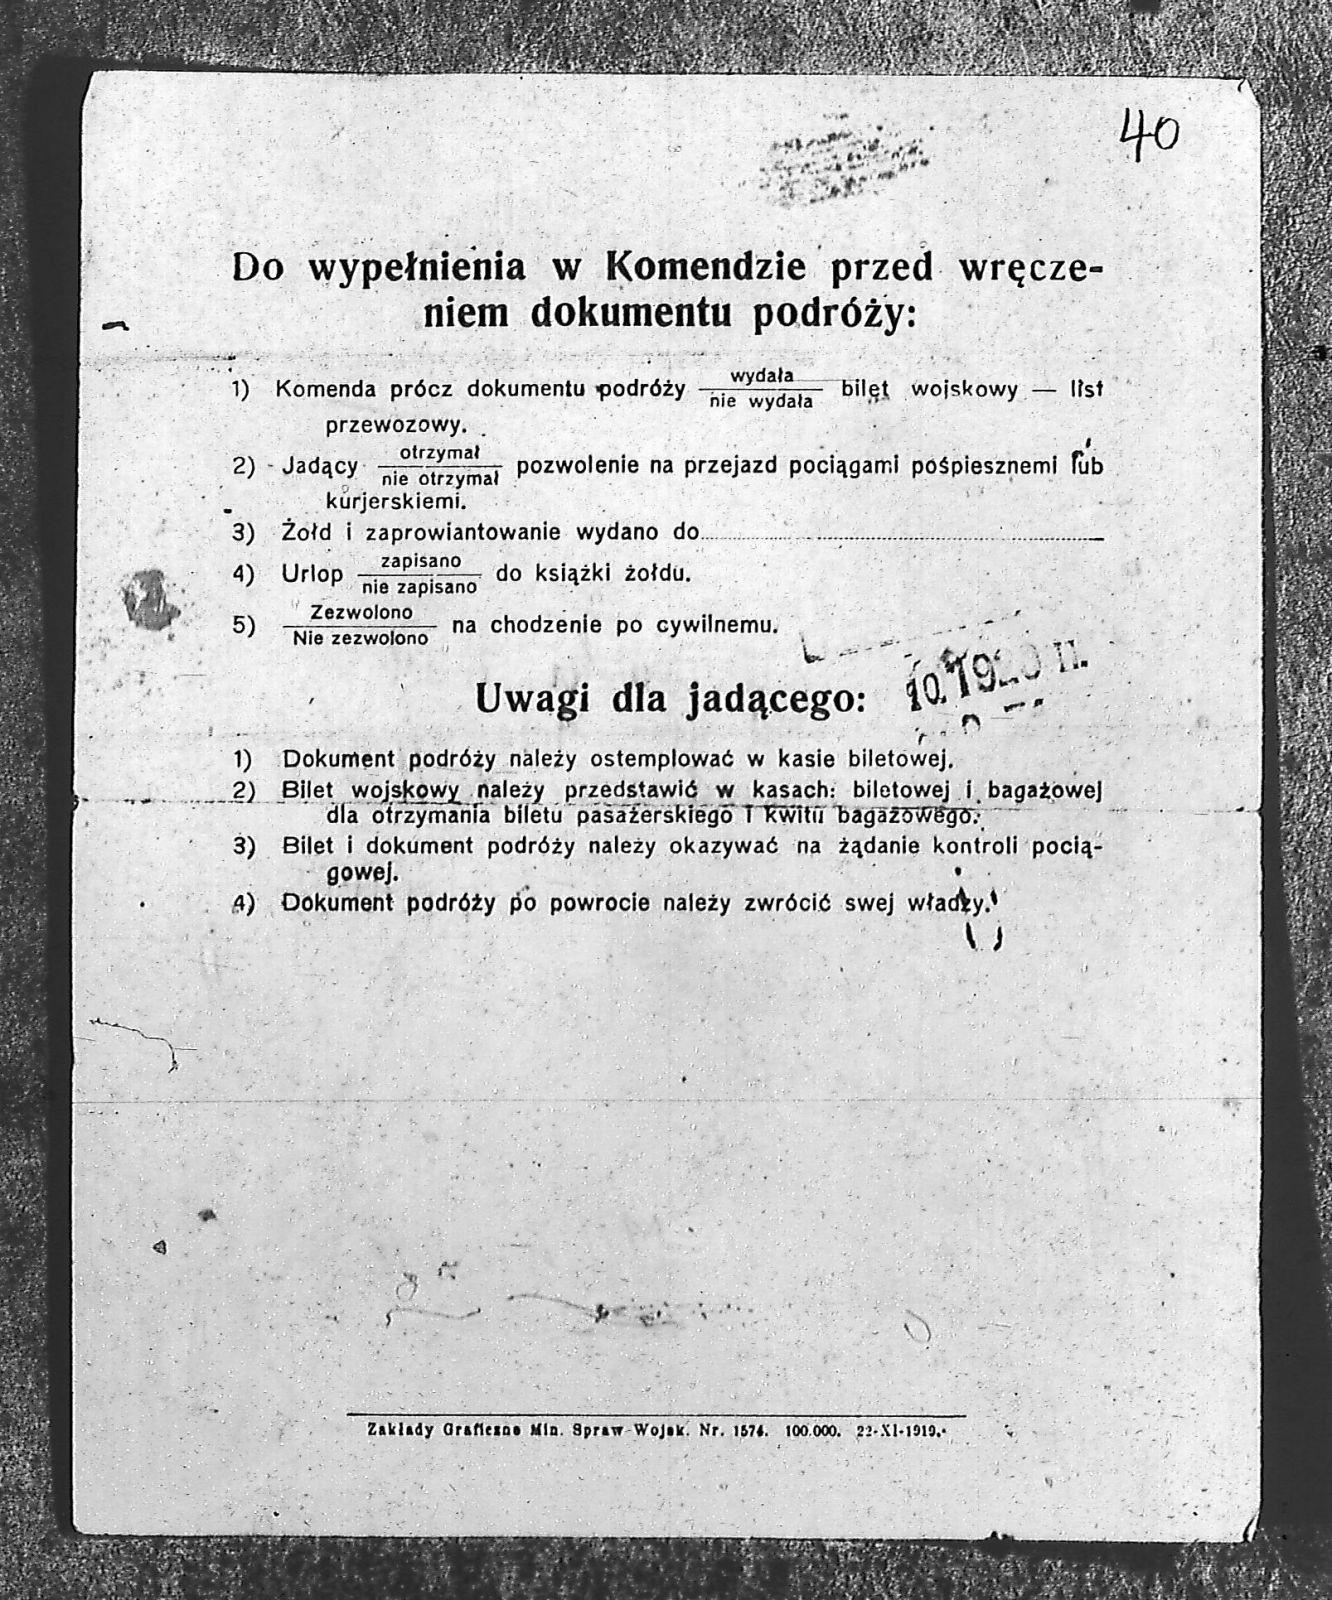 40
Do wypełnienia w Komendzie przed wręcze-
niem dokumentu podróży:
1) Komenda prócz dokumentu podróży wydała / nie wydała bilet wojskowy — list
przewozowy.
2) Jadący otrzymał / nie otrzymał pozwolenie na przejazd pociągami pośpiesznemi lub
kurjerskiemi.
3) Żołd i zaprowiantowanie wydano do
4) Urlop zapisano / nie zapisano do książki żołdu.
5) Zezwolono / Nie zezwolono na chodzenie po cywilnemu.
Uwagi dla jadącego:
1) Dokument podróży należy ostemplować w kasie biletowej.
2) Bilet wojskowy należy przedstawić w kasach: biletowej i bagażowej
dla otrzymania biletu pasażerskiego i kwitu bagażowego.
3) Bilet i dokument podróży należy okazywać na żądanie kontroli pocią-
gowej.
4) Dokument podróży po powrocie należy zwrócić swej władzy.
Zakłady Graficzne Min. Spraw Wojsk. Nr. 1574. 100.000. 22-XI-1919.